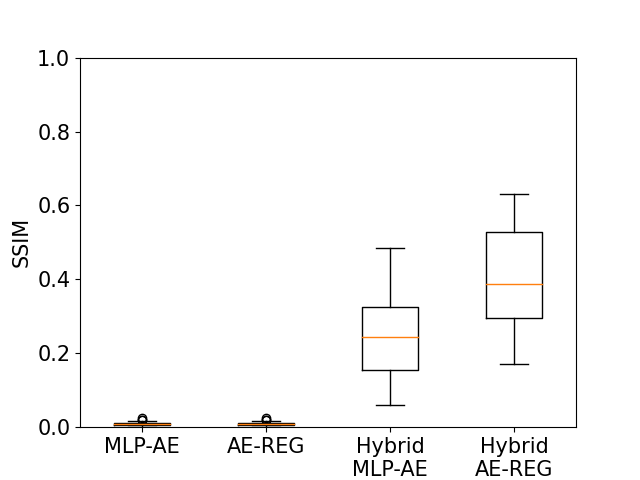 1.0
0.8
0.6
0.4
0.2
0.0
SSIM
MLP-AE
AE-REG
Hybrid
MLP-AE
Hybrid
AE-REG